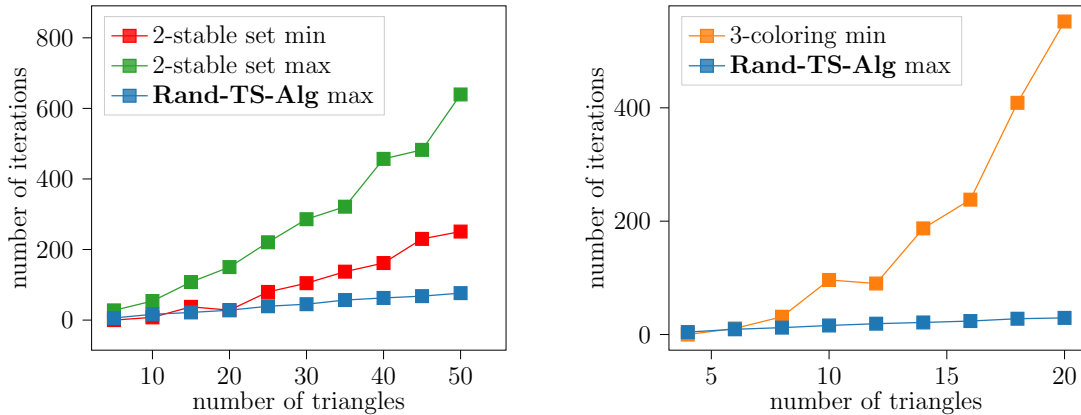 2-stable set min
2-stable set max
Rand-TS-Alg max
number of iterations
800
600
400
200
0
10 20 30 40 50
number of triangles
3-coloring min
Rand-TS-Alg max
number of iterations
400
200
0
5 10 15 20
number of triangles